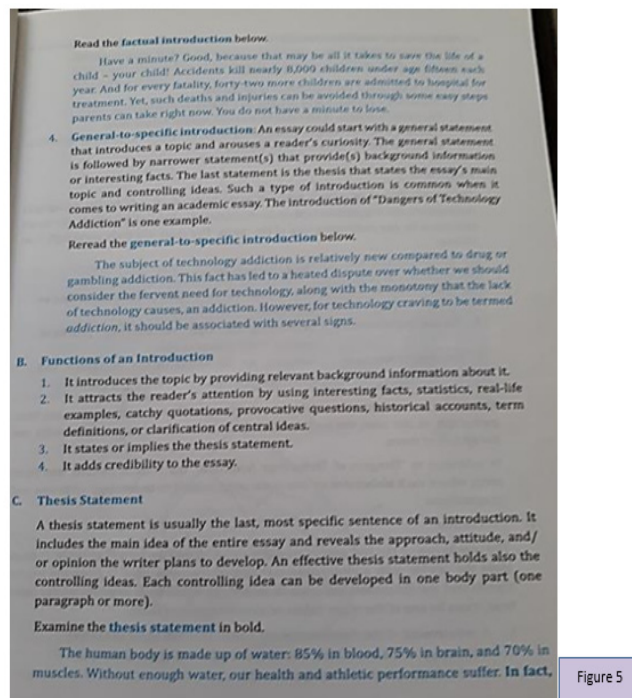 Read the factual introduction below.
Have a minute? Good, because that may be all it takes to save the life of a
child – your child! Accidents kill nearly 8,000 children under age fifteen each
year. And for every fatality, forty-two more children are admitted to hospital for
treatment. Yet, such deaths and injuries can be avoided through some easy steps
parents can take right now. You do not have a minute to lose.
4. General-to-specific introduction: An essay could start with a general statement
that introduces a topic and arouses a reader's curiosity. The general statement
is followed by narrower statement(s) that provide(s) background information
or interesting facts. The last statement is the thesis that states the essay's main
topic and controlling ideas. Such a type of introduction is common when it
comes to writing an academic essay. The introduction of "Dangers of Technology
Addiction" is one example.
Reread the general-to-specific introduction below.
The subject of technology addiction is relatively new compared to drug or
gambling addiction. This fact has led to a heated dispute over whether we should
consider the fervent need for technology, along with the monotony that the lack
of technology causes, an addiction. However, for technology craving to be termed
addiction, it should be associated with several signs.
B. Functions of an Introduction
1. It introduces the topic by providing relevant background information about it.
2. It attracts the reader's attention by using interesting facts, statistics, real-life
examples, catchy quotations, provocative questions, historical accounts, term
definitions, or clarification of central ideas.
3. It states or implies the thesis statement.
4. It adds credibility to the essay.
C. Thesis Statement
A thesis statement is usually the last, most specific sentence of an introduction. It
includes the main idea of the entire essay and reveals the approach, attitude, and/
or opinion the writer plans to develop. An effective thesis statement holds also the
controlling ideas. Each controlling idea can be developed in one body part (one
paragraph or more).
Examine the thesis statement in bold.
The human body is made up of water: 85% in blood, 75% in brain, and 70% in
muscles. Without enough water, our health and athletic performance suffer. In fact,
Figure 5